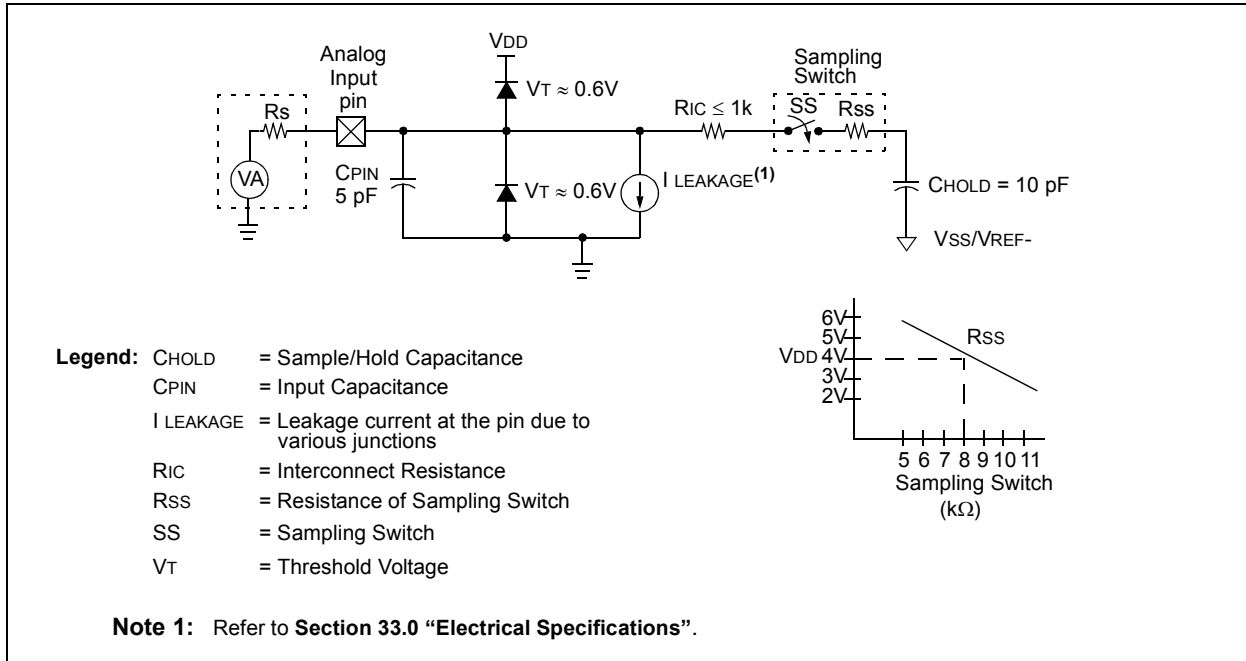 VDD
Analog
Input
pin
Sampling
Switch
VT ≈ 0.6V
Rs
RIC ≤ 1k
SS
Rss
VA
CPIN
5 pF
VT ≈ 0.6V
I LEAKAGE(1)
CHOLD = 10 pF
VSS/VREF-
6V
5V
VDD 4V
3V
2V
RSS
5 6 7 8 9 10 11
Sampling Switch
(kΩ)
Legend: CHOLD = Sample/Hold Capacitance
CPIN = Input Capacitance
I LEAKAGE = Leakage current at the pin due to
various junctions
RIC = Interconnect Resistance
RSS = Resistance of Sampling Switch
SS = Sampling Switch
VT = Threshold Voltage
Note 1: Refer to Section 33.0 “Electrical Specifications”.